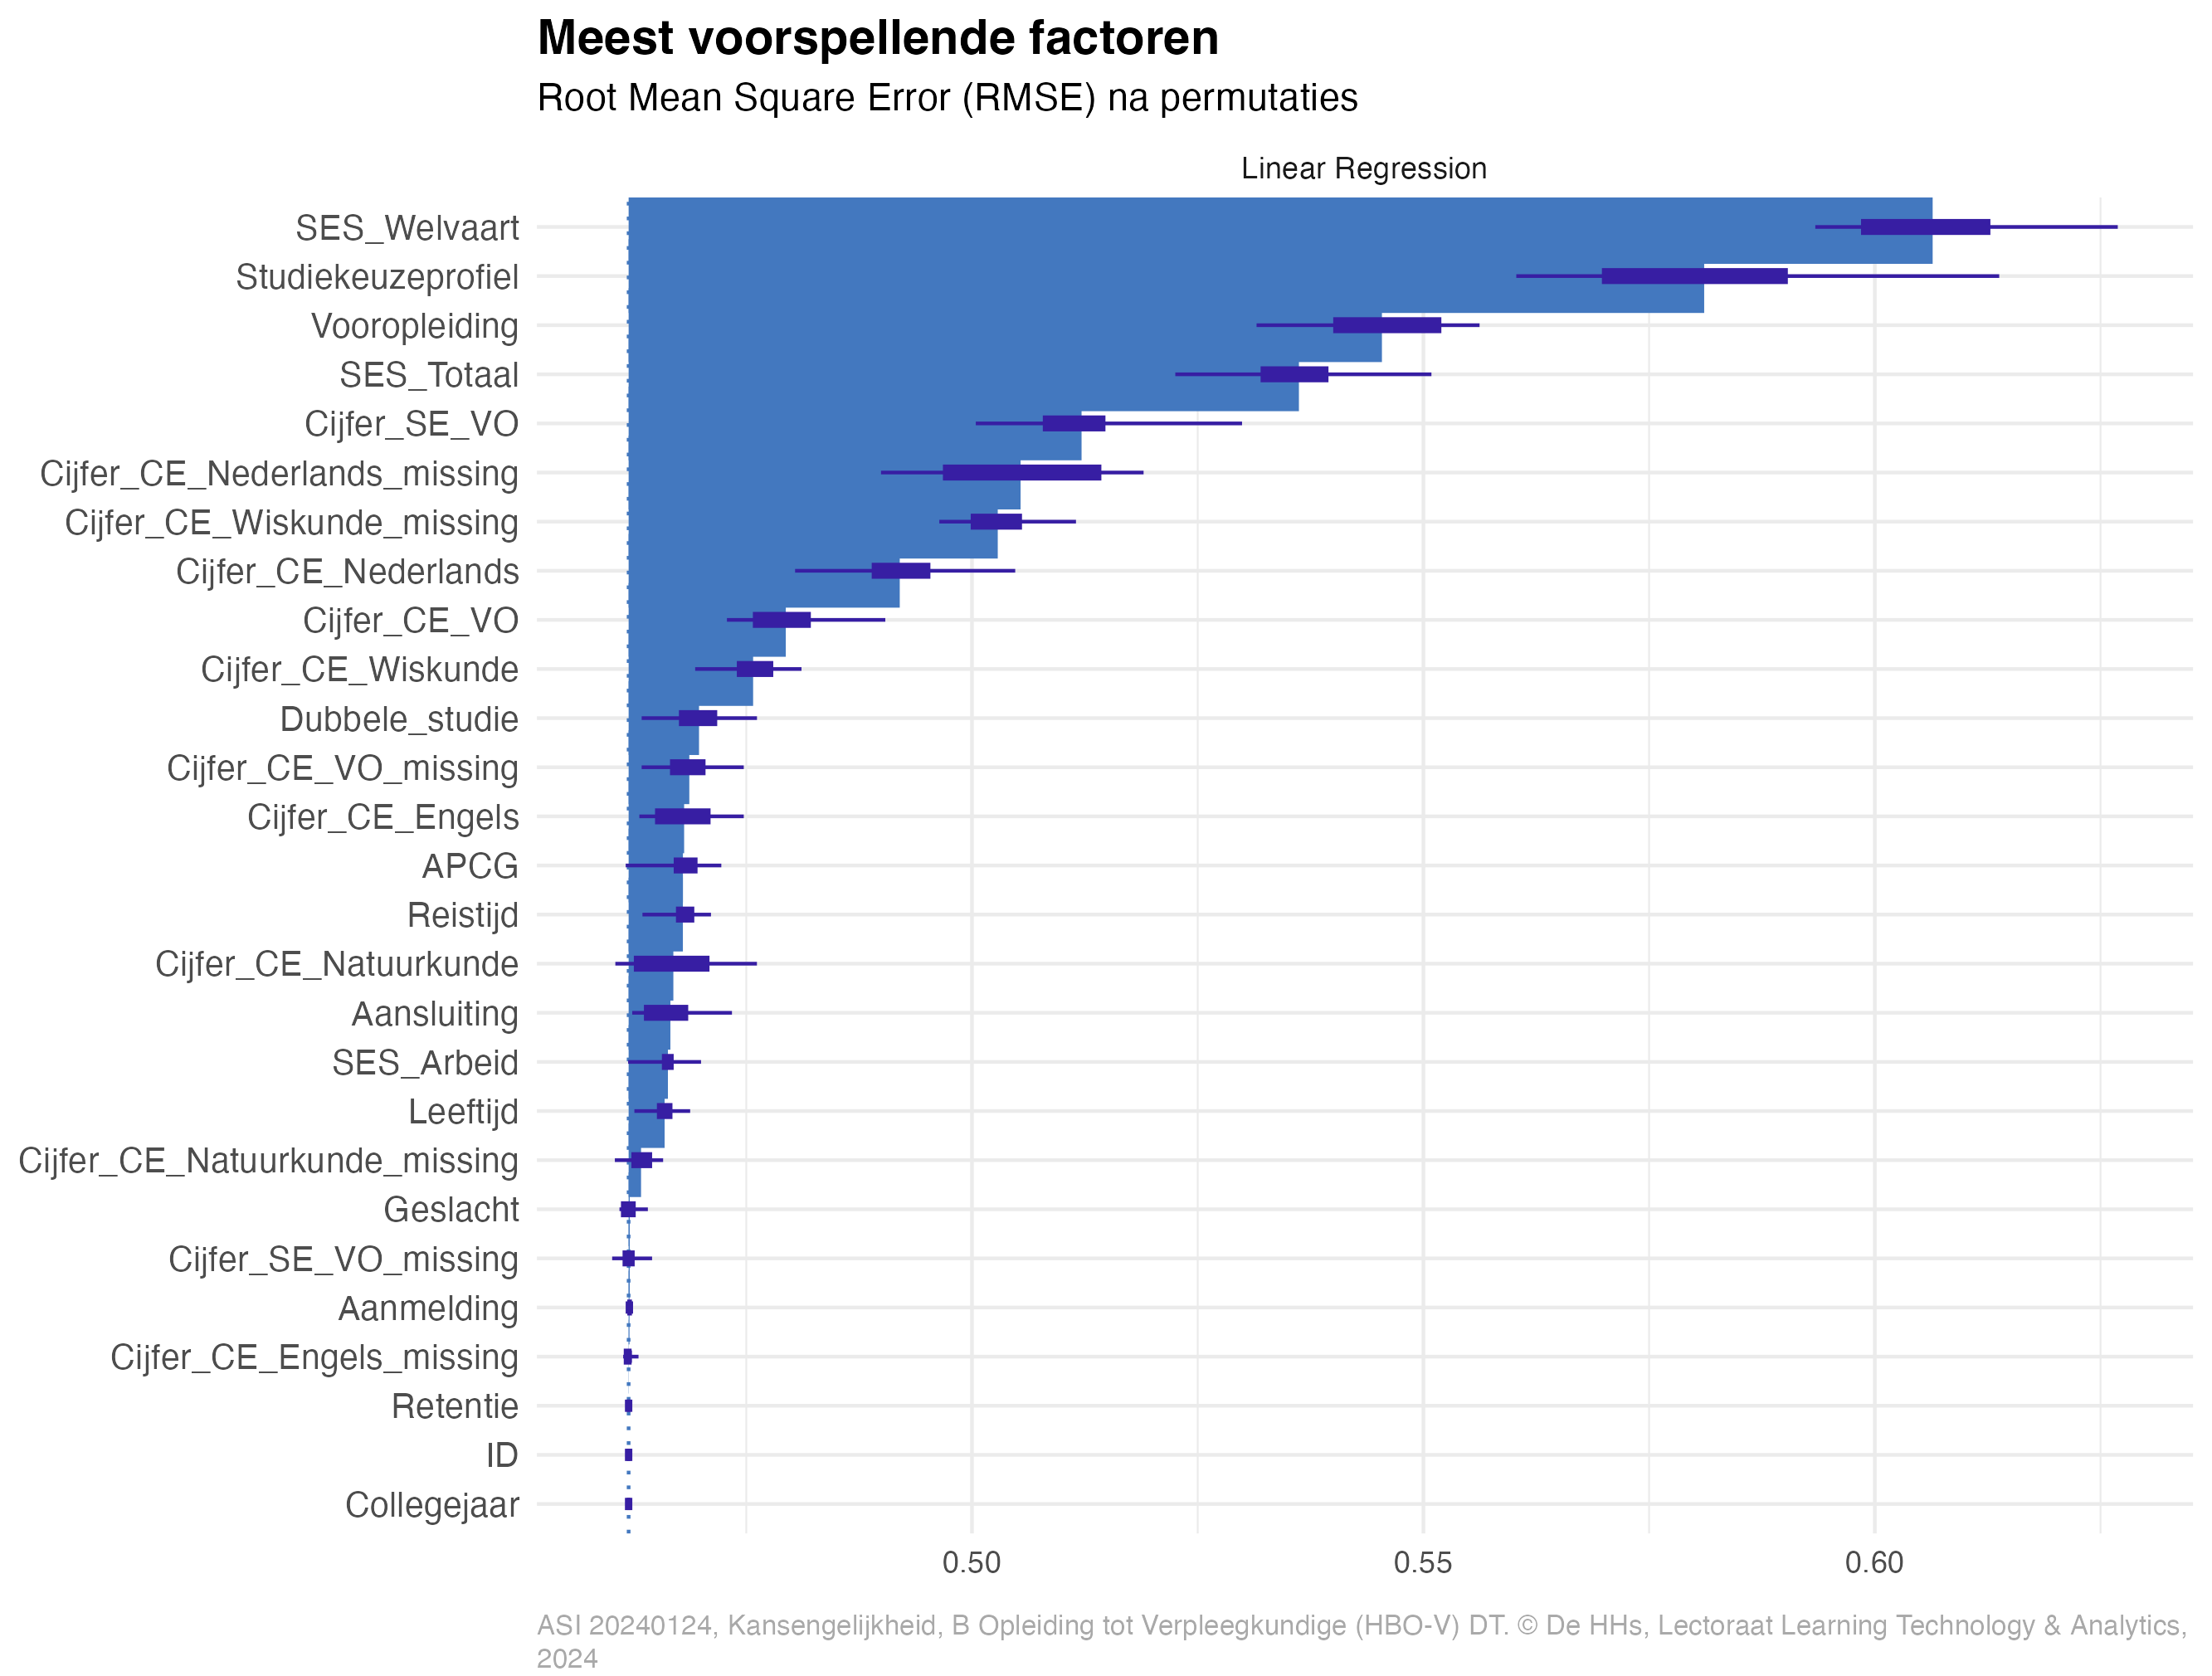 Meest voorspellende factoren
Root Mean Square Error (RMSE) na permutaties
Linear Regression
SES_Welvaart
Studiekeuzeprofiel
Vooropleiding
SES_Totaal
Cijfer_SE_VO
Cijfer_CE_Nederlands_missing
Cijfer_CE_Wiskunde_missing
Cijfer_CE_Nederlands
Cijfer_CE_VO
Cijfer_CE_Wiskunde
Dubbele_studie
Cijfer_CE_VO_missing
Cijfer_CE_Engels
APCG
Reistijd
Cijfer_CE_Natuurkunde
Aansluiting
SES_Arbeid
Leeftijd
Cijfer_CE_Natuurkunde_missing
Geslacht
Cijfer_SE_VO_missing
Aanmelding
Cijfer_CE_Engels_missing
Retentie
ID
Collegejaar
0.50 0.55 0.60
ASI 20240124, Kansengelijkheid, B Opleiding tot Verpleegkundige (HBO-V) DT. © De HHs, Lectoraat Learning Technology & Analytics,
2024